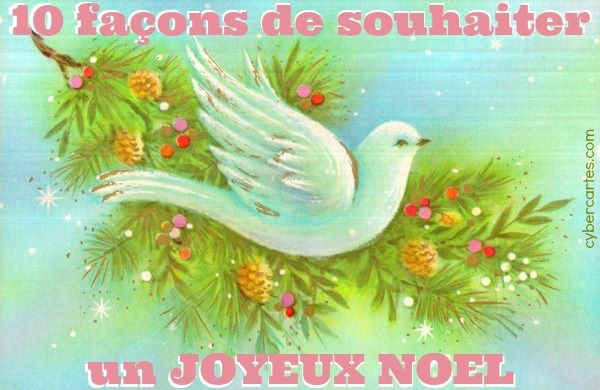 10 façons de souhaiter
cybercartes.com
un JOYEUX NOEL